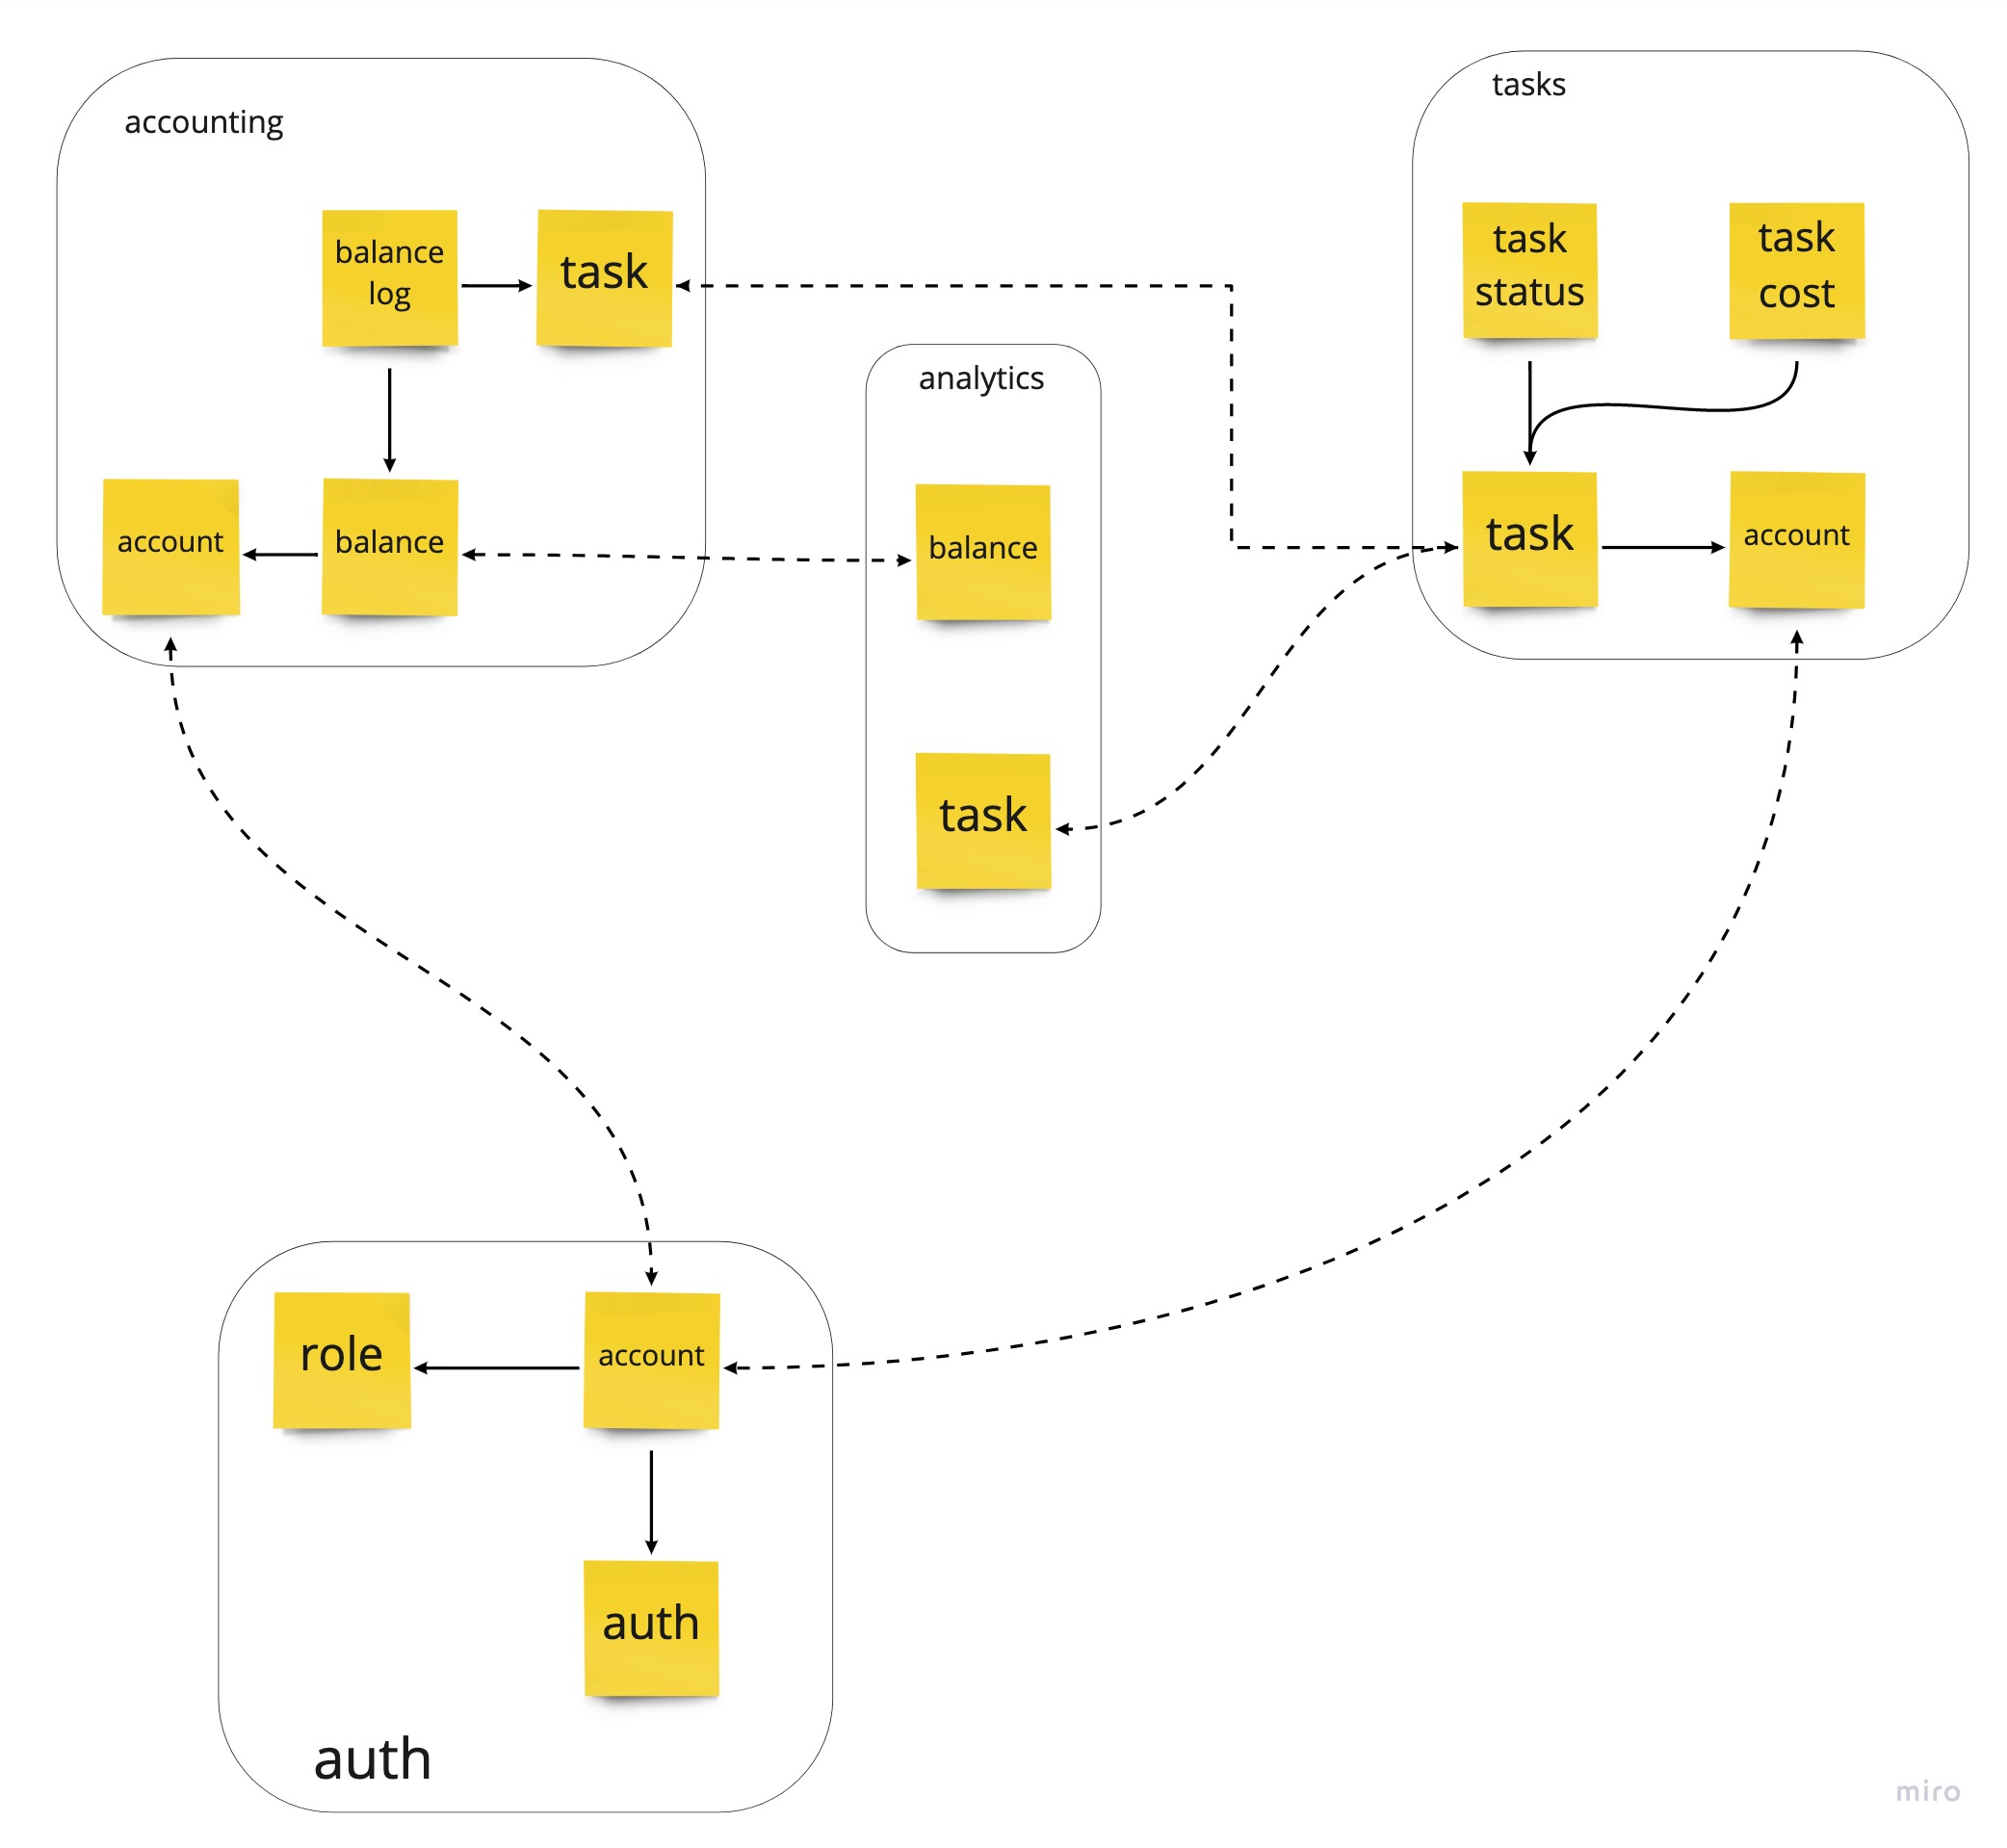 accounting
balance
log
task
account
balance
analytics
balance
task
tasks
task
status
task
cost
task
account
role
account
auth
auth
miro